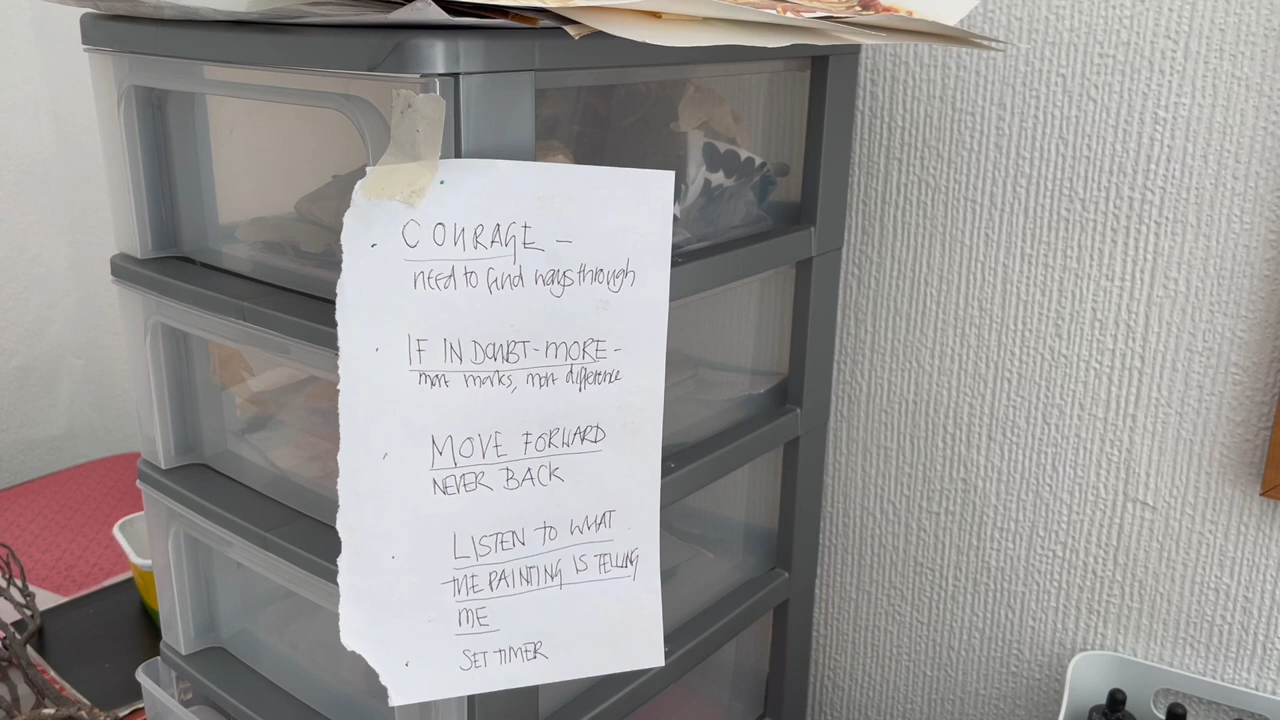 COURAGE -
need to find ways through
IF IN DOUBT - MORE -
more marks, more difference
MOVE FORWARD
NEVER BACK
LISTEN TO WHAT
THE PAINTING IS TELLING
ME
SET TIMER